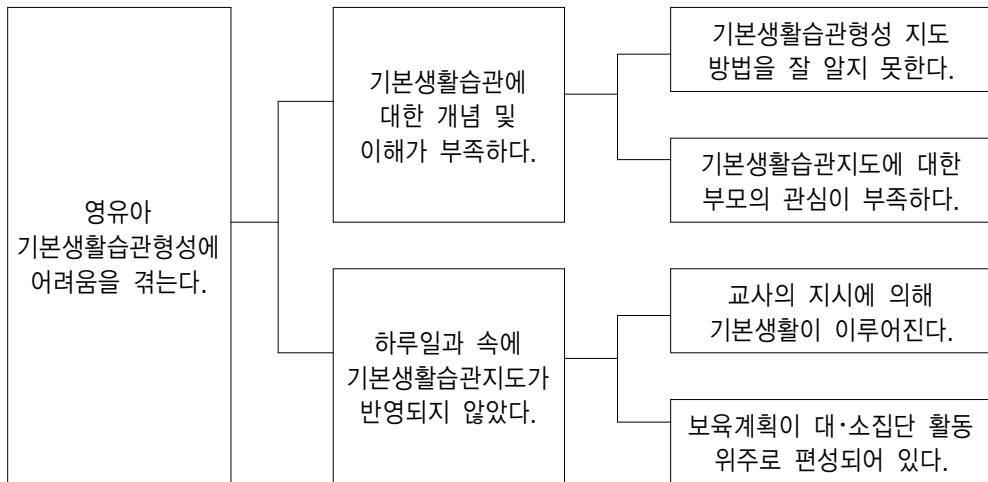 영유아
기본생활습관형성에
어려움을 겪는다.
기본생활습관에
대한 개념 및
이해가 부족하다.
기본생활습관형성 지도
방법을 잘 알지 못한다.
기본생활습관지도에 대한
부모의 관심이 부족하다.
하루일과 속에
기본생활습관지도가
반영되지 않았다.
교사의 지시에 의해
기본생활이 이루어진다.
보육계획이 대·소집단 활동
위주로 편성되어 있다.